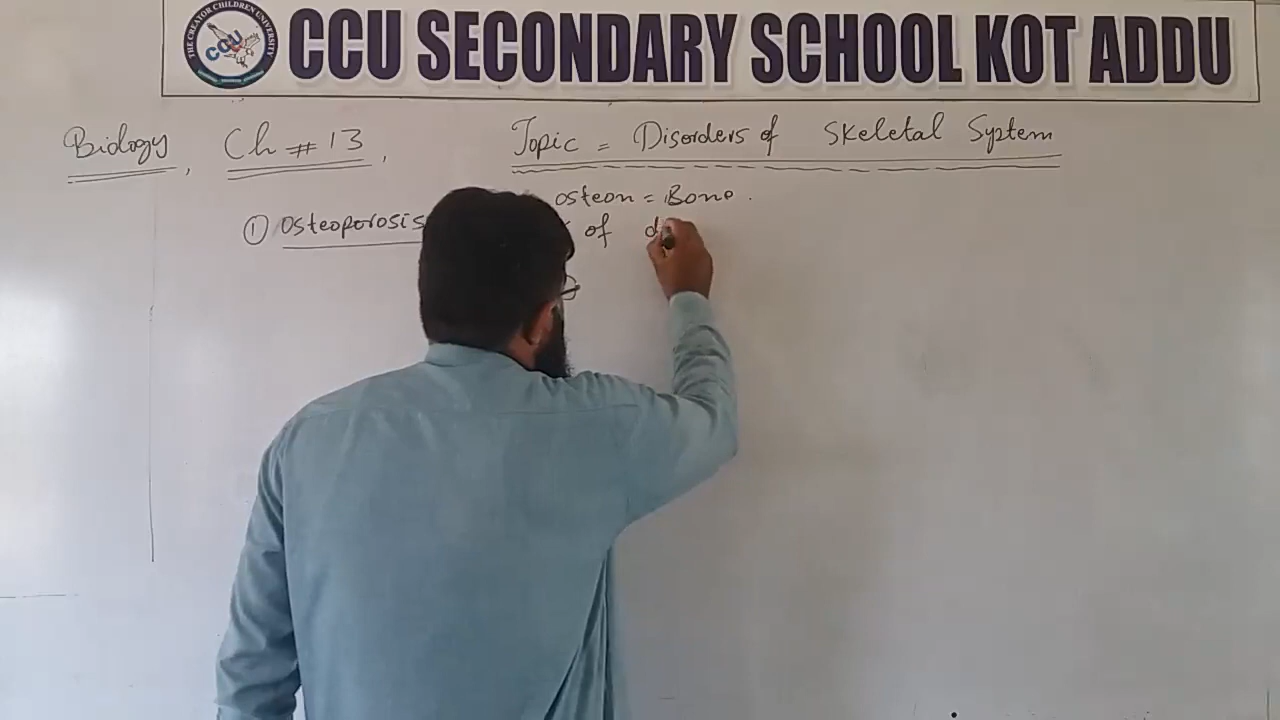 THE CREATOR CHILDREN UNIVERSITY
CCU
CCU SECONDARY SCHOOL KOT ADDU
Biology, Ch # 13, Topic = Disorders of Skeletal System
osteon = Bone.
① Osteoporosis of